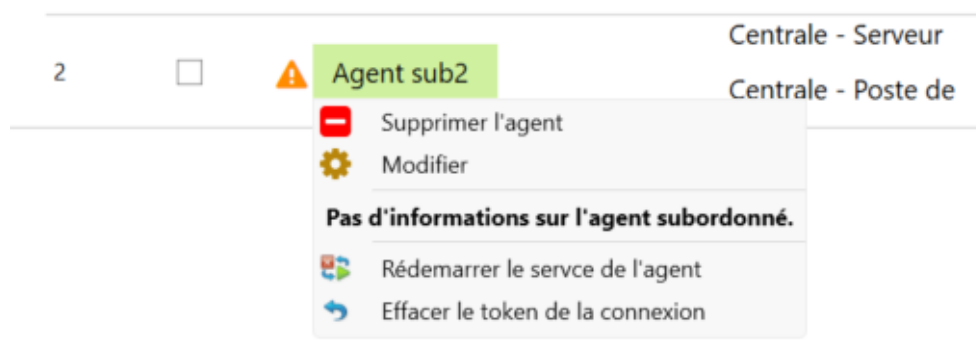 Centrale - Serveur
2 Agent sub2
Centrale - Poste de
Supprimer l'agent
Modifier
Pas d'informations sur l'agent subordonné.
Rédemarrer le servce de l'agent
Effacer le token de la connexion